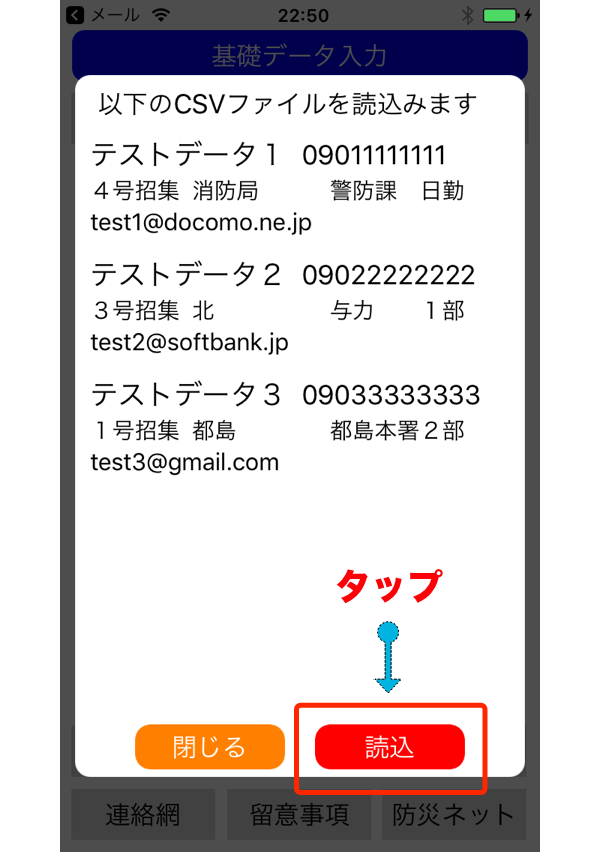 メール 22:50
基礎データ入力
以下のCSVファイルを読込みます
テストデータ１ 09011111111
４号招集 消防局 警防課 日勤
test1@docomo.ne.jp
テストデータ２ 09022222222
３号招集 北 与力 １部
test2@softbank.jp
テストデータ３ 09033333333
１号招集 都島 都島本署２部
test3@gmail.com
タップ
閉じる 読込
連絡網 留意事項 防災ネット